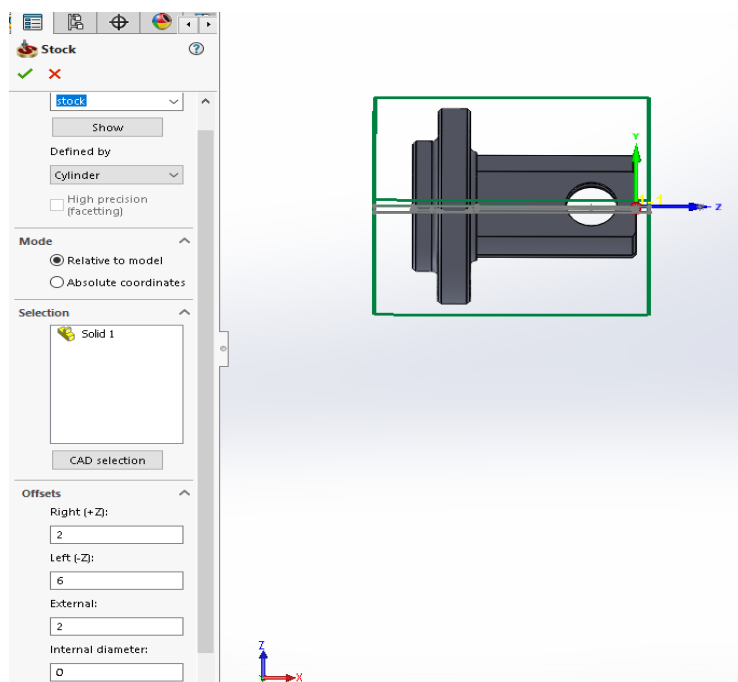 Stock
stock
Show
Defined by
Cylinder
High precision
(facetting)
Mode
Relative to model
Absolute coordinates
Selection
Solid 1
CAD selection
Offsets
Right (+Z):
2
Left (-Z):
6
External:
2
Internal diameter:
0
Y
Z
Z
X